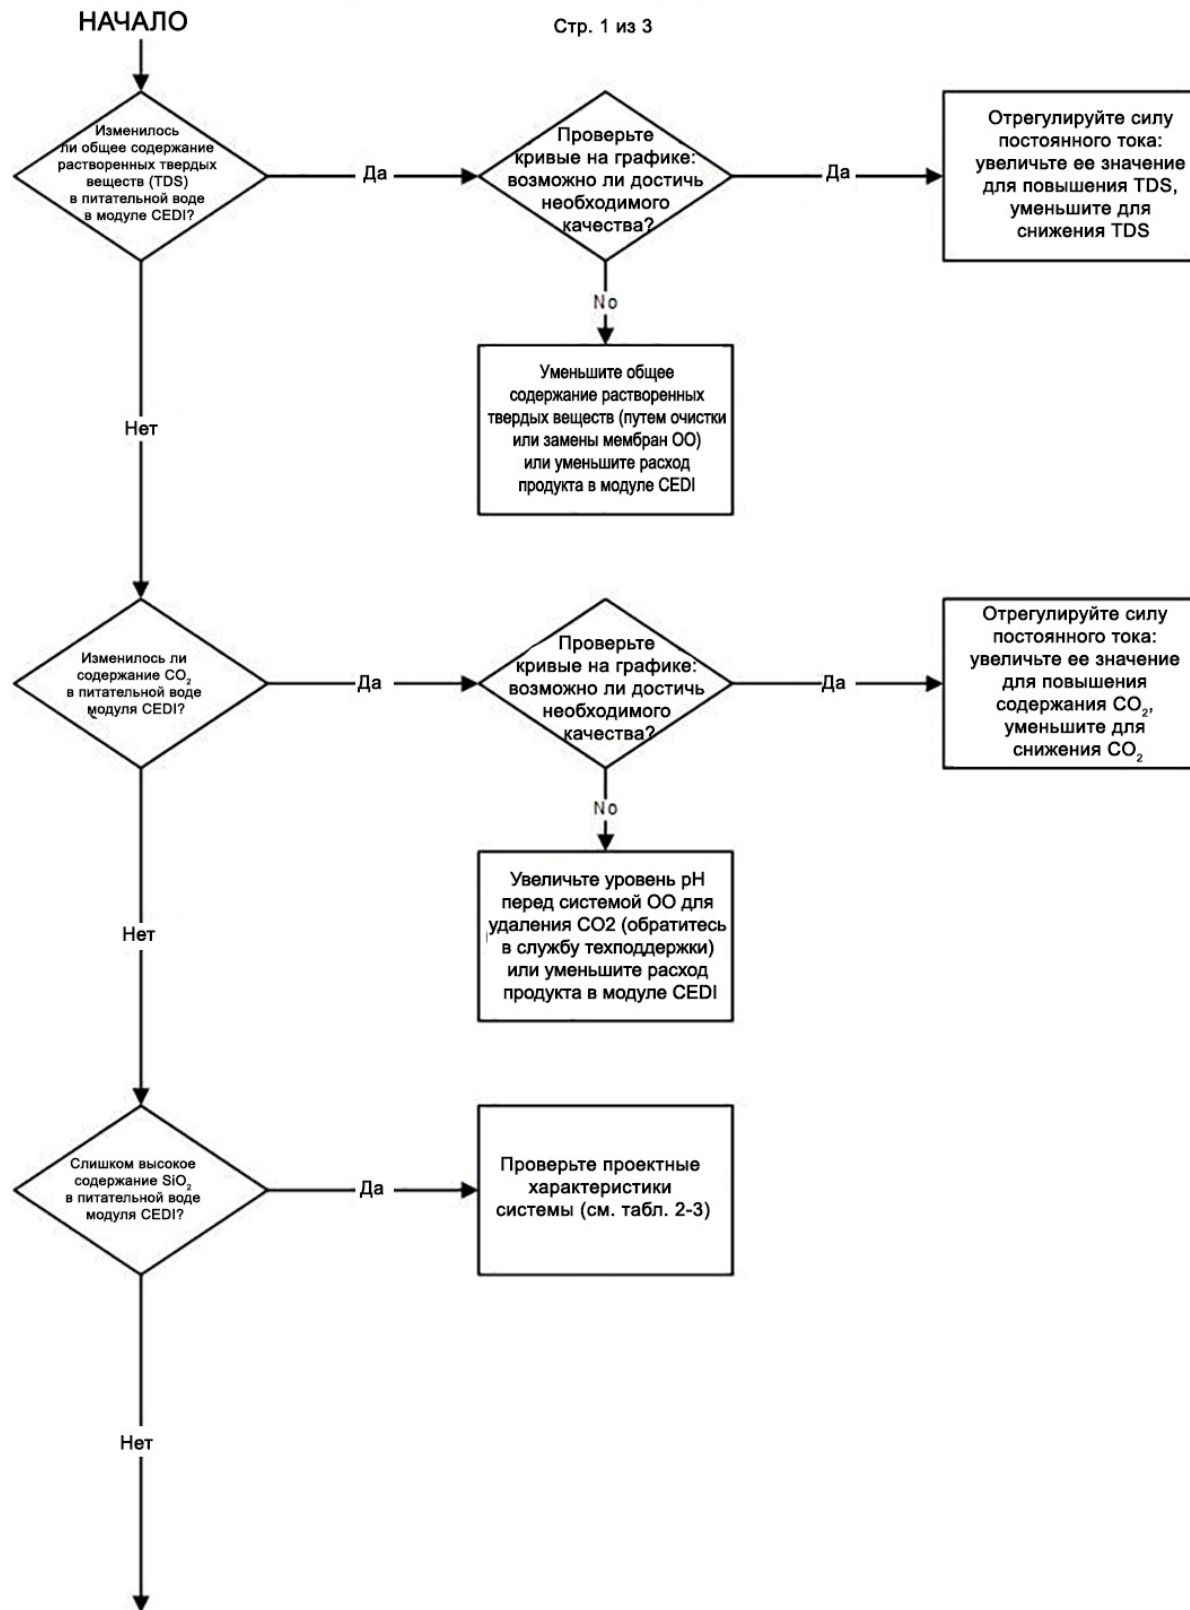 НАЧАЛО
Стр. 1 из 3
Изменилось
ли общее содержание
растворенных твердых
веществ (TDS)
в питательной воде
в модуле CEDI?
Да
Проверьте
кривые на графике:
возможно ли достичь
необходимого
качества?
Да
Отрегулируйте силу
постоянного тока:
увеличьте ее значение
для повышения TDS,
уменьшите для
снижения TDS
No
Уменьшите общее
содержание растворенных
твердых веществ (путем очистки
или замены мембран ОО)
или уменьшите расход
продукта в модуле CEDI
Нет
Изменилось ли
содержание CO₂
в питательной воде
модуля CEDI?
Да
Проверьте
кривые на графике:
возможно ли достичь
необходимого
качества?
Да
Отрегулируйте силу
постоянного тока:
увеличьте ее значение
для повышения
содержания CO₂,
уменьшите для
снижения CO₂
No
Увеличьте уровень pH
перед системой ОО для
удаления CO2 (обратитесь
в службу техподдержки)
или уменьшите расход
продукта в модуле CEDI
Нет
Слишком высокое
содержание SiO₂
в питательной воде
модуля CEDI?
Да
Проверьте проектные
характеристики
системы (см. табл. 2-3)
Нет